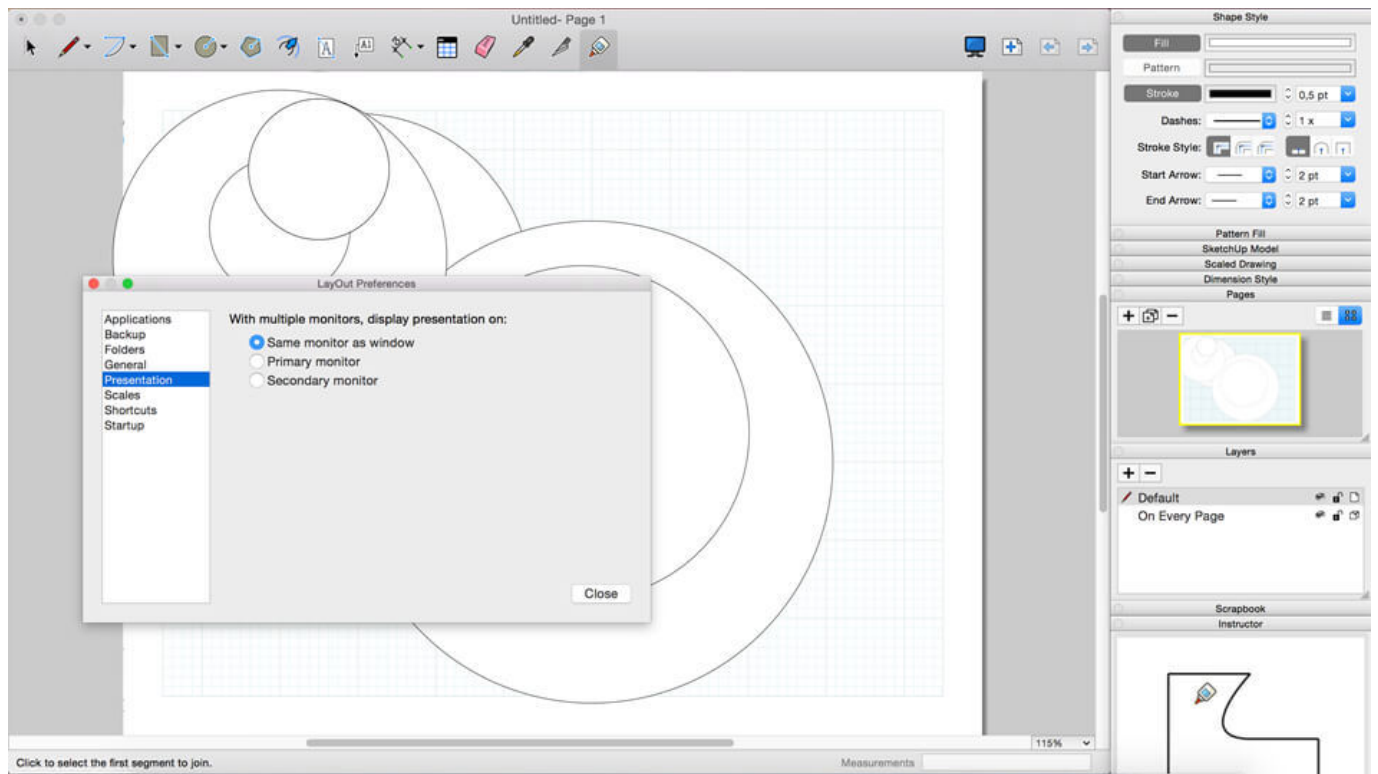 Untitled- Page 1
A
A1
LayOut Preferences
Applications
Backup
Folders
General
Presentation
Scales
Shortcuts
Startup
With multiple monitors, display presentation on:
Same monitor as window
Primary monitor
Secondary monitor
Close
115%
Click to select the first segment to join.
Measurements
Shape Style
Fill
Pattern
Stroke
0,5 pt
Dashes:
1 x
Stroke Style:
Start Arrow:
2 pt
End Arrow:
2 pt
Pattern Fill
SketchUp Model
Scaled Drawing
Dimension Style
Pages
Layers
Default
On Every Page
Scrapbook
Instructor